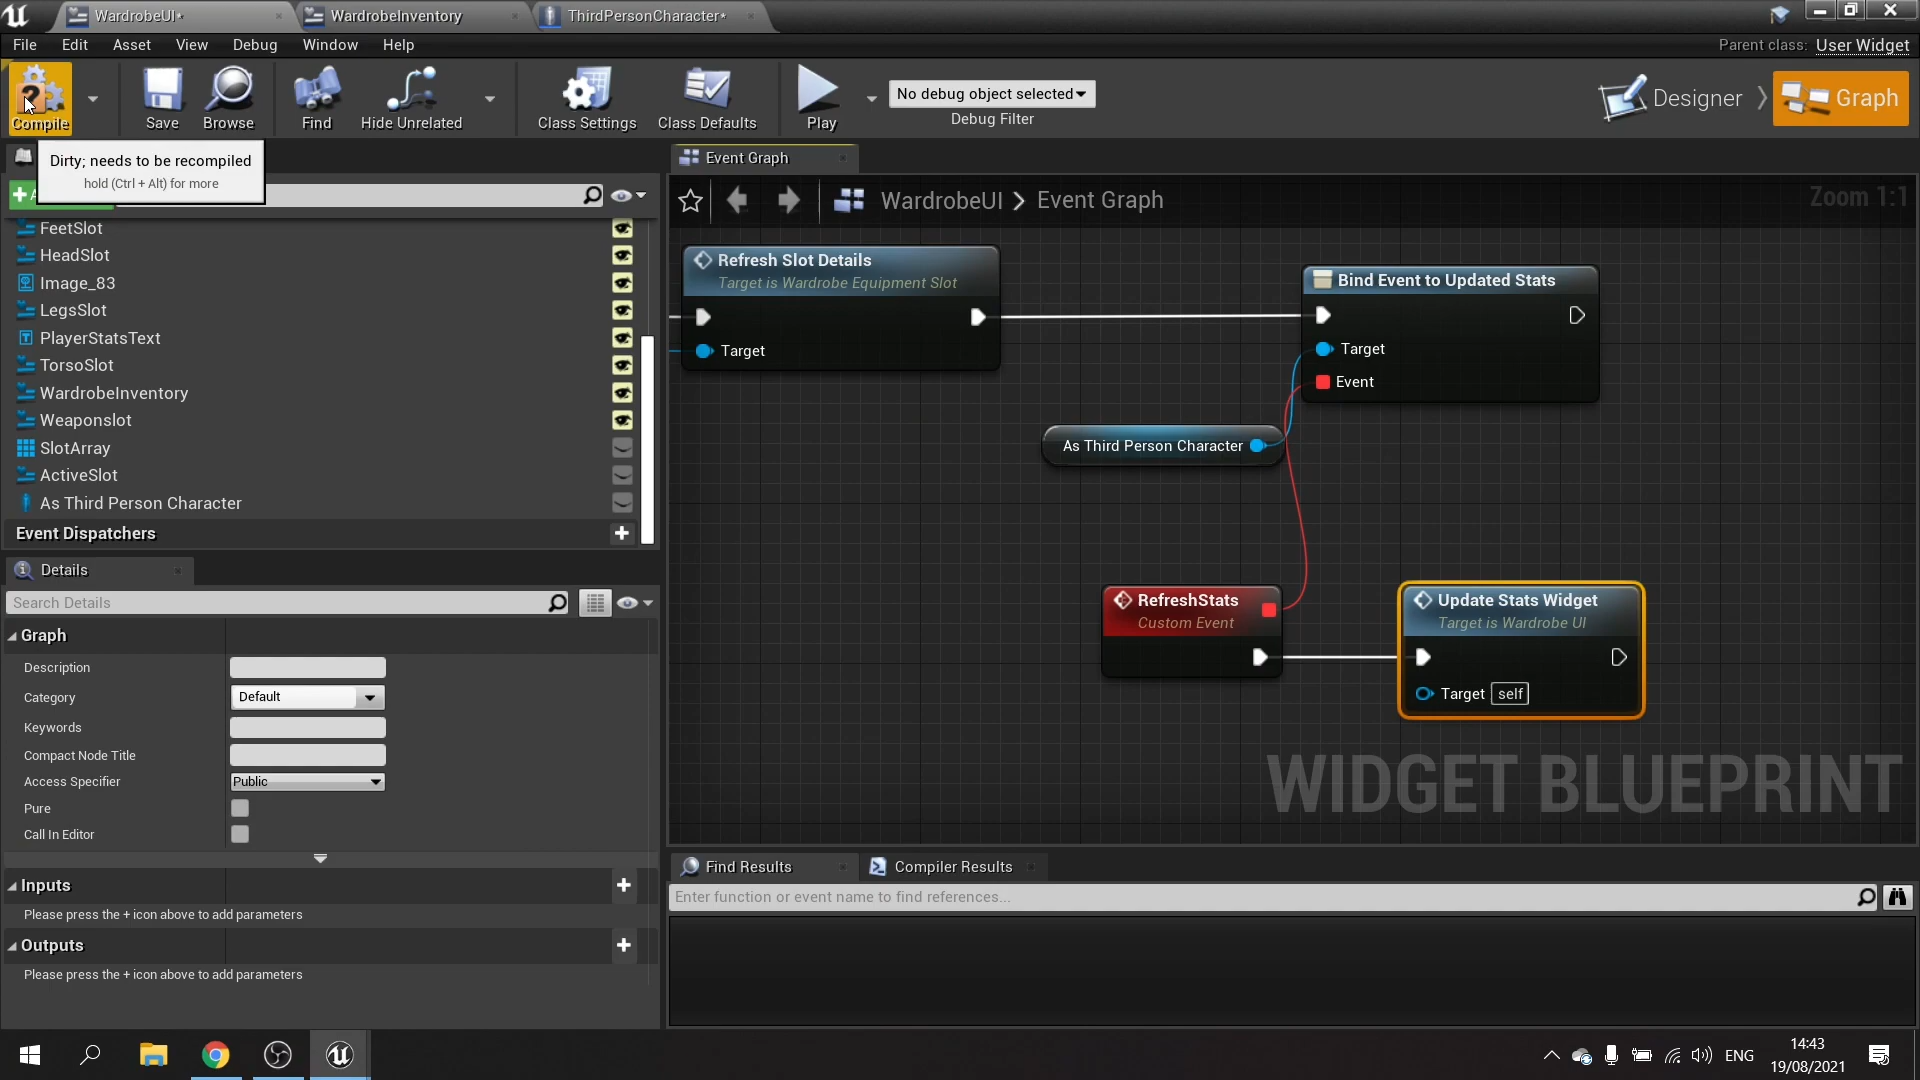 WardrobeUI*
WardrobeInventory
ThirdPersonCharacter*
File Edit Asset View Debug Window Help
Parent class: User Widget
Compile
Save
Browse
Find
Hide Unrelated
Class Settings
Class Defaults
Play
No debug object selected
Debug Filter
Designer
Graph
Dirty; needs to be recompiled
hold (Ctrl + Alt) for more
FeetSlot
HeadSlot
Image_83
LegsSlot
PlayerStatsText
TorsoSlot
WardrobeInventory
Weaponslot
SlotArray
ActiveSlot
As Third Person Character
Event Dispatchers
Details
Search Details
Graph
Description
Category Default
Keywords
Compact Node Title
Access Specifier Public
Pure
Call In Editor
Inputs
Please press the + icon above to add parameters
Outputs
Please press the + icon above to add parameters
Event Graph
WardrobeUI > Event Graph
Zoom 1:1
Refresh Slot Details
Target is Wardrobe Equipment Slot
Target
Bind Event to Updated Stats
Target
Event
As Third Person Character
RefreshStats
Custom Event
Update Stats Widget
Target is Wardrobe UI
Target self
WIDGET BLUEPRINT
Find Results
Compiler Results
Enter function or event name to find references...
ENG
14:43
19/08/2021